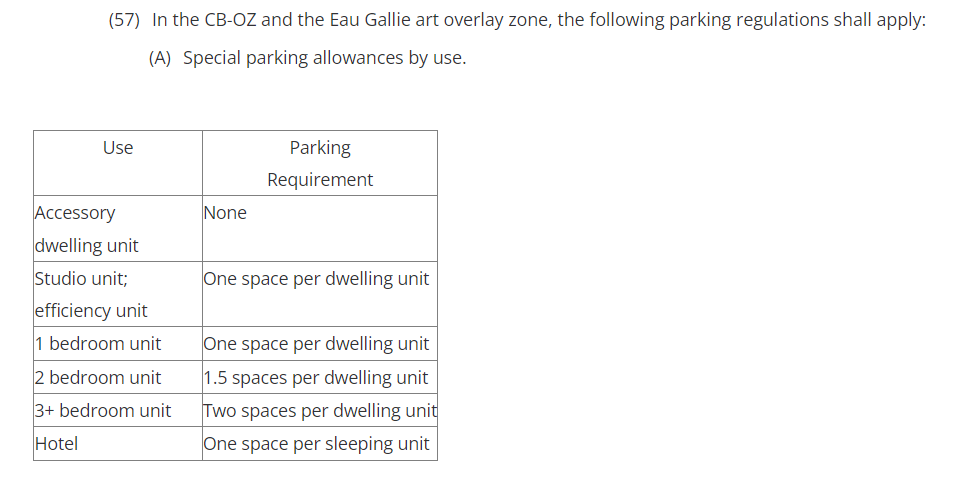 (57) In the CB-OZ and the Eau Gallie art overlay zone, the following parking regulations shall apply:
(A) Special parking allowances by use.
Use
Parking
Requirement
Accessory
dwelling unit
None
Studio unit;
efficiency unit
One space per dwelling unit
1 bedroom unit
One space per dwelling unit
2 bedroom unit
1.5 spaces per dwelling unit
3+ bedroom unit
Two spaces per dwelling unit
Hotel
One space per sleeping unit